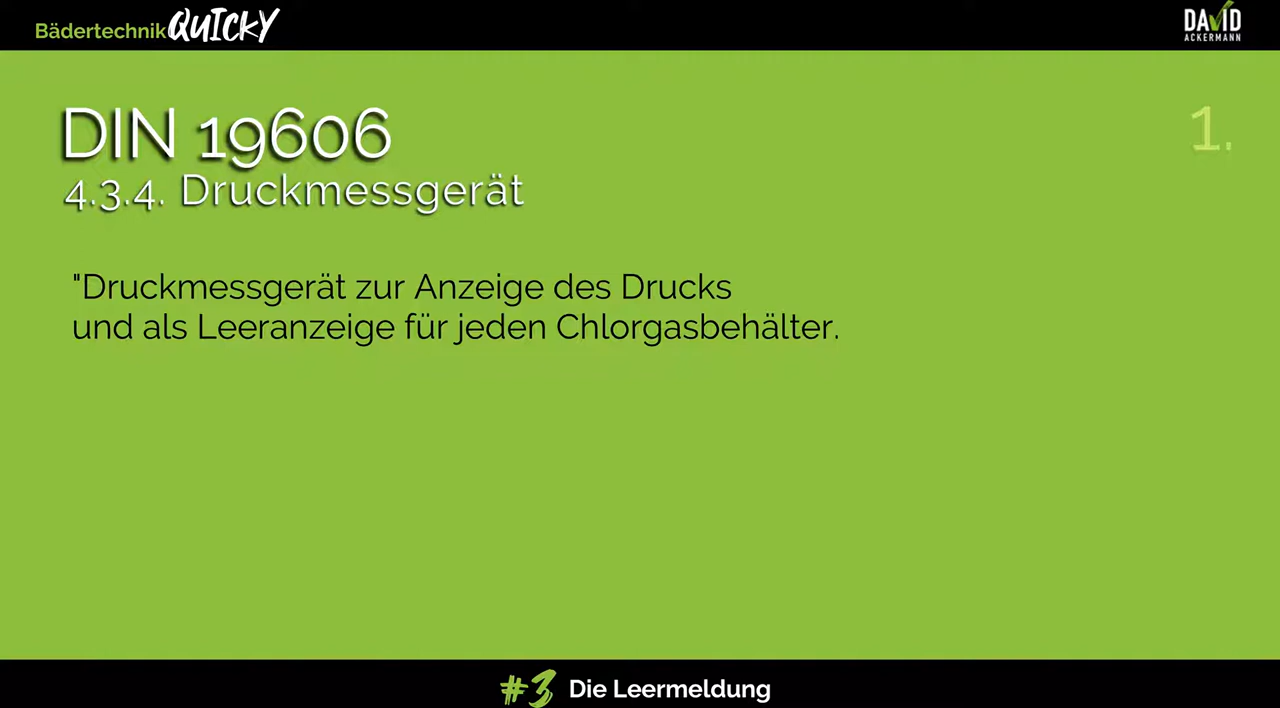 Bädertechnik QUICKY
DAVID
ACKERMANN
DIN 19606
1.
4.3.4. Druckmessgerät
"Druckmessgerät zur Anzeige des Drucks
und als Leeranzeige für jeden Chlorgasbehälter.
#3 Die Leermeldung